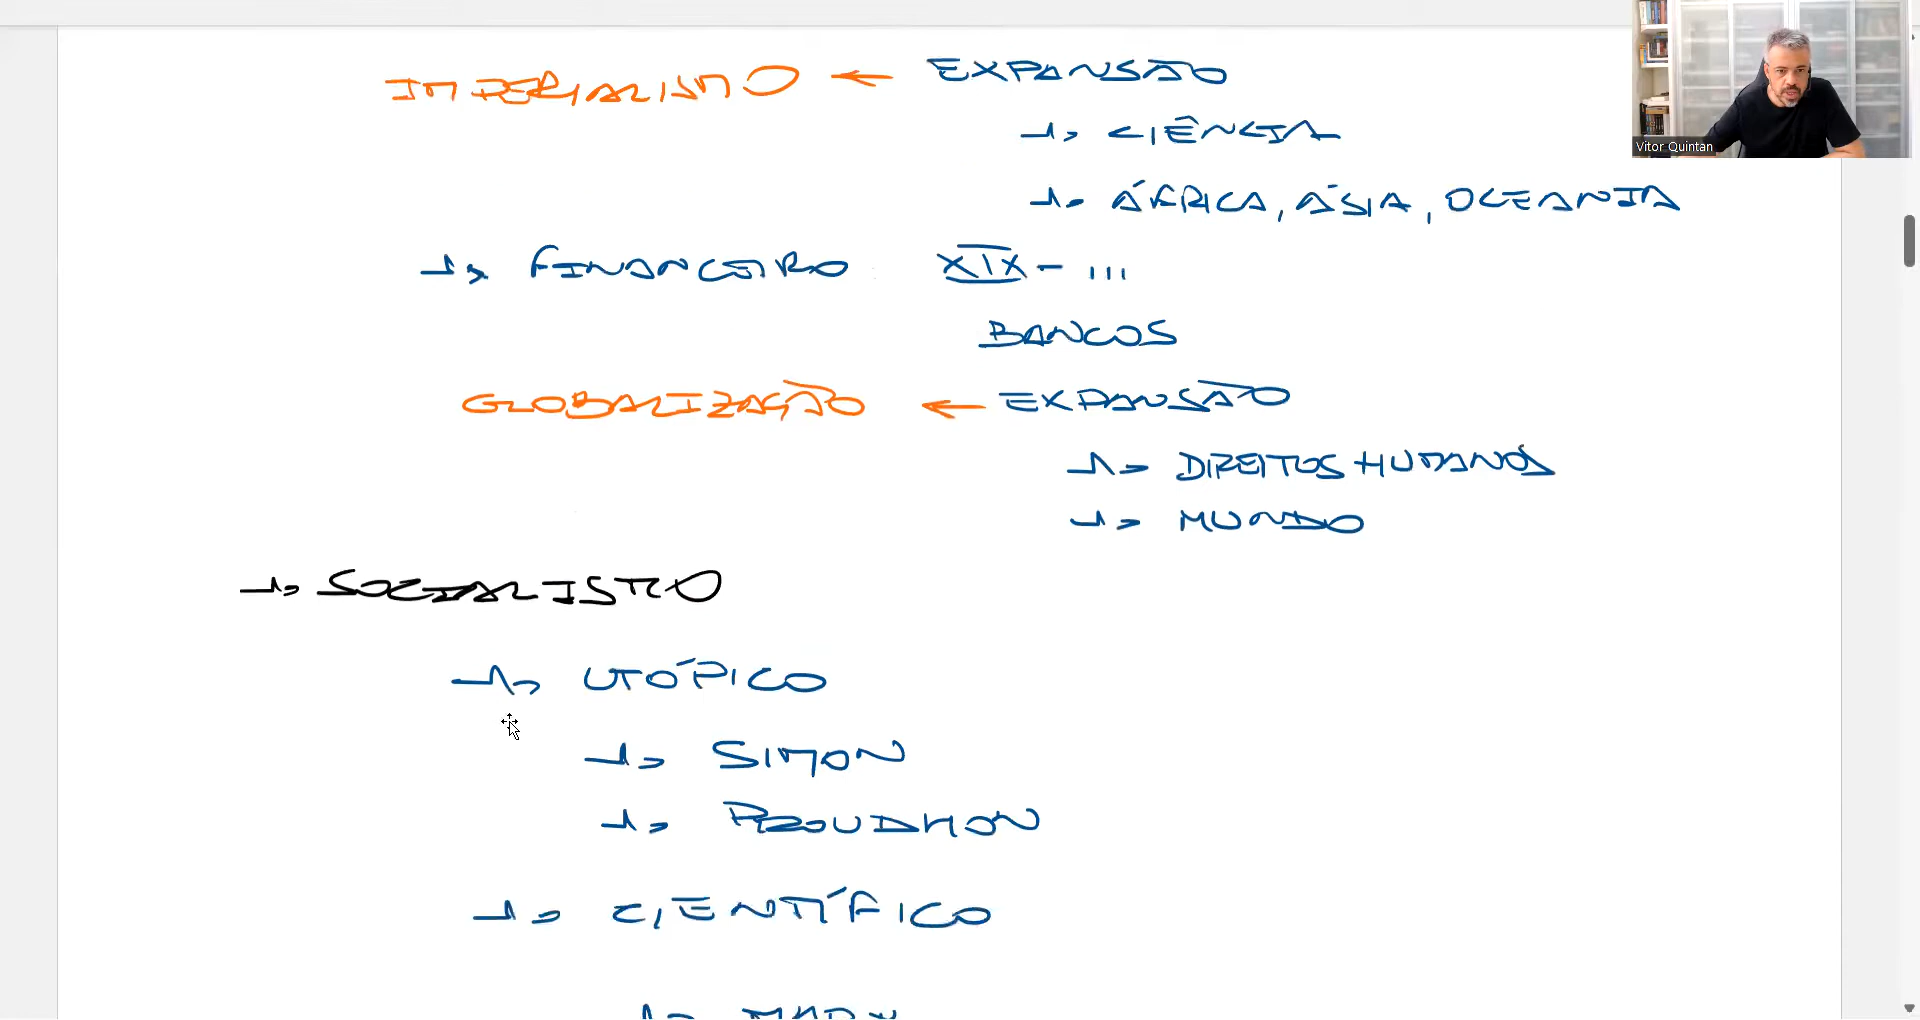 IMPERIALISMO ← EXPANSÃO
Vitor Quintan
→ CIÊNCIA
→ ÁFRICA, ÁSIA, OCEANIA
→ FINANCEIRO XIX - ...
BANCOS
GLOBALIZAÇÃO ← EXPANSÃO
→ DIREITOS HUMANOS
→ MUNDO
→ SOCIALISMO
→ UTÓPICO
→ SIMON
→ PROUDHON
→ CIENTÍFICO
→ MARX